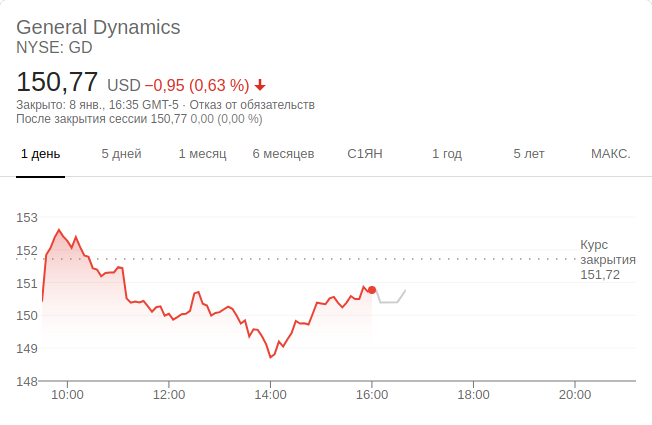 General Dynamics
NYSE: GD
150,77 USD −0,95 (0,63 %)
Закрыто: 8 янв., 16:35 GMT-5 · Отказ от обязательств
После закрытия сессии 150,77 0,00 (0,00 %)
1 день 5 дней 1 месяц 6 месяцев С1ЯН 1 год 5 лет МАКС.
153
152
151
150
149
148
Курс
закрытия
151,72
10:00 12:00 14:00 16:00 18:00 20:00